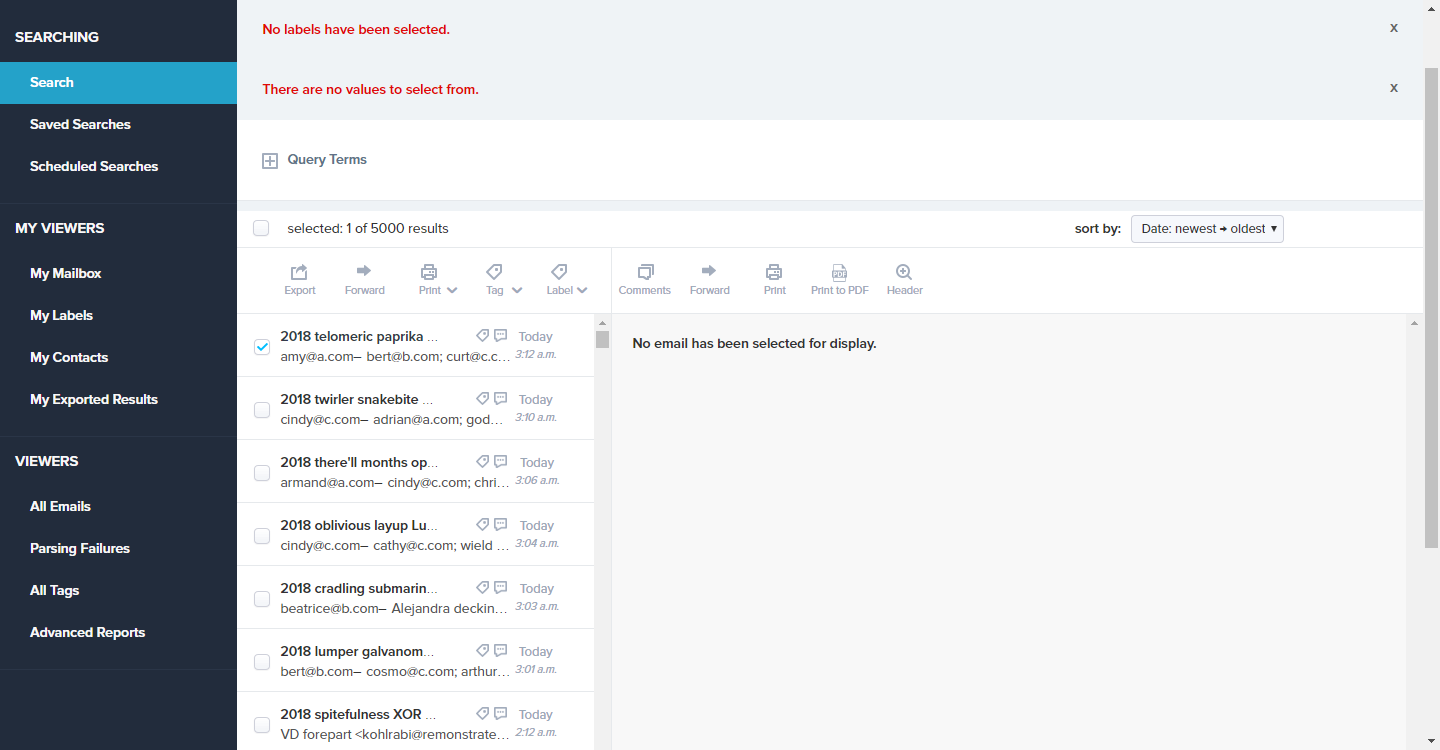 SEARCHING
Search
Saved Searches
Scheduled Searches
MY VIEWERS
My Mailbox
My Labels
My Contacts
My Exported Results
VIEWERS
All Emails
Parsing Failures
All Tags
Advanced Reports
No labels have been selected. x
There are no values to select from. x
Query Terms
selected: 1 of 5000 results sort by: Date: newest → oldest
Export Forward Print Tag Label
Comments Forward Print Print to PDF Header
2018 telomeric paprika ... Today
amy@a.com– bert@b.com; curt@c.c... 3:12 a.m.
2018 twirler snakebite ... Today
cindy@c.com– adrian@a.com; god... 3:10 a.m.
2018 there'll months op... Today
armand@a.com– cindy@c.com; chri... 3:06 a.m.
2018 oblivious layup Lu... Today
cindy@c.com– cathy@c.com; wield ... 3:04 a.m.
2018 cradling submarin... Today
beatrice@b.com– Alejandra deckin... 3:03 a.m.
2018 lumper galvanom... Today
bert@b.com– cosmo@c.com; arthur... 3:01 a.m.
2018 spitefulness XOR ... Today
VD forepart <kohlrabi@remonstrate... 2:12 a.m.
No email has been selected for display.